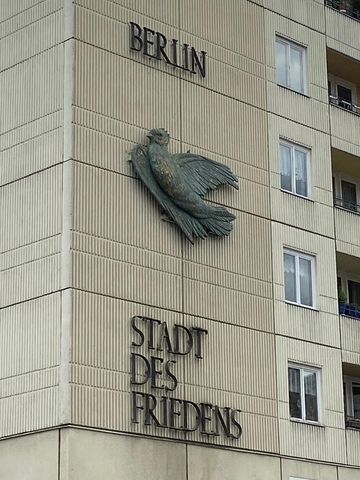 BERLIN
STADT
DES
FRIEDENS